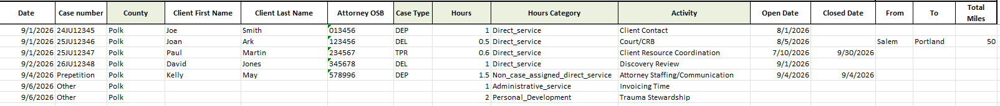 Date Case number County Client First Name Client Last Name Attorney OSB Case Type Hours Hours Category Activity Open Date Closed Date From To Total Miles
9/1/2026 24JU12345 Polk Joe Smith 013456 DEP 1 Direct_service Client Contact 8/1/2026
9/1/2026 25JU12346 Polk Joan Ark 123456 DEL 0.5 Direct_service Court/CRB 8/5/2026 Salem Portland 50
9/1/2026 25JU12347 Polk Paul Martin 234567 TPR 0.6 Direct_service Client Resource Coordination 7/10/2026 9/30/2026
9/2/2026 26JU12348 Polk David Jones 345678 DEL 1 Direct_service Discovery Review 9/1/2026
9/4/2026 Prepetition Polk Kelly May 578996 DEP 1.5 Non_case_assigned_direct_service Attorney Staffing/Communication 9/4/2026 9/4/2026
9/6/2026 Other Polk 1 Administrative_service Invoicing Time
9/6/2026 Other Polk 2 Personal_Development Trauma Stewardship